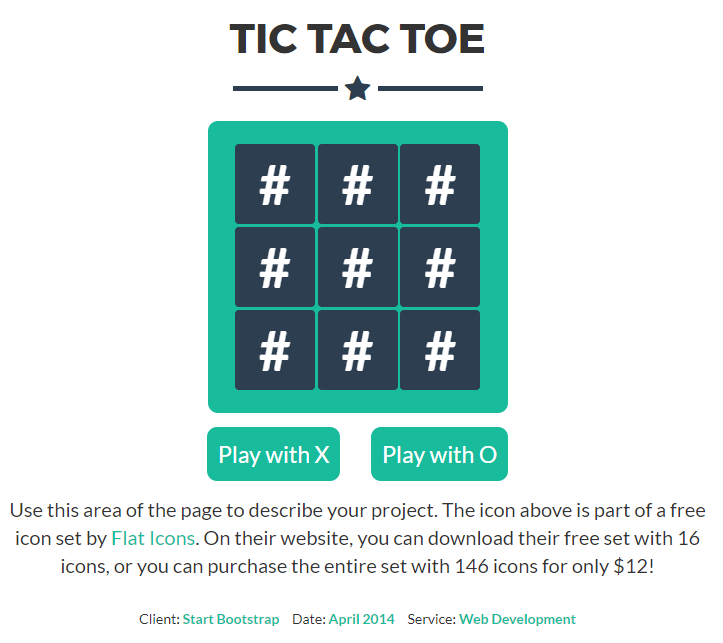 TIC TAC TOE
# # #
# # #
# # #
Play with X Play with O
Use this area of the page to describe your project. The icon above is part of a free
icon set by Flat Icons. On their website, you can download their free set with 16
icons, or you can purchase the entire set with 146 icons for only $12!
Client: Start Bootstrap Date: April 2014 Service: Web Development